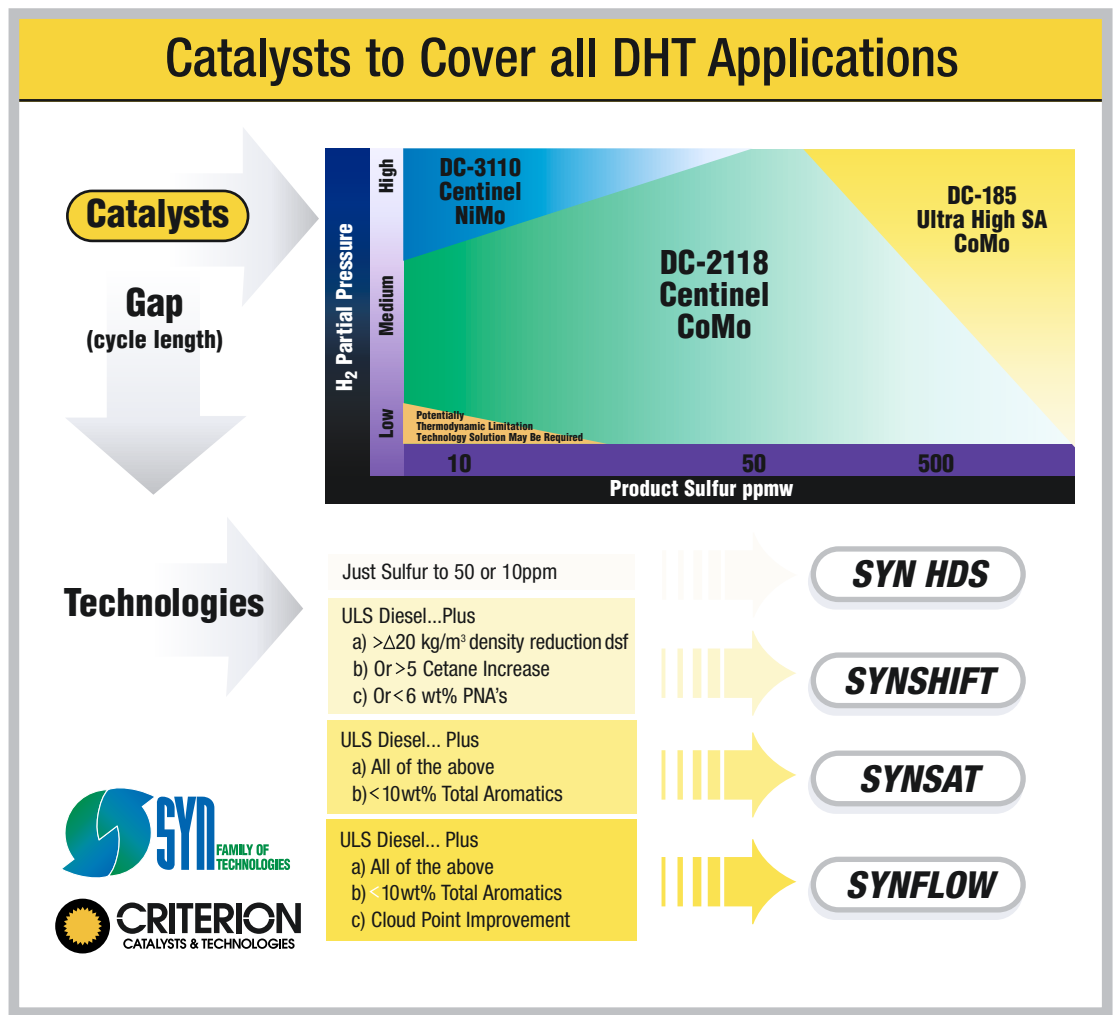 Catalysts to Cover all DHT Applications
Catalysts
Gap
(cycle length)
H2 Partial Pressure
High
Medium
Low
DC-3110
Centinel
NiMo
DC-2118
Centinel
CoMo
DC-185
Ultra High SA
CoMo
Potentially
Thermodynamic Limitation
Technology Solution May Be Required
10 50 500
Product Sulfur ppmw
Technologies
Just Sulfur to 50 or 10ppm
SYN HDS
ULS Diesel...Plus
a) >Δ20 kg/m³ density reduction dsf
b) Or>5 Cetane Increase
c) Or<6 wt% PNA's
SYNSHIFT
ULS Diesel... Plus
a) All of the above
b)<10wt% Total Aromatics
SYNSAT
ULS Diesel... Plus
a) All of the above
b)<10wt% Total Aromatics
c) Cloud Point Improvement
SYNFLOW
SYN
FAMILY OF
TECHNOLOGIES
CRITERION
CATALYSTS & TECHNOLOGIES